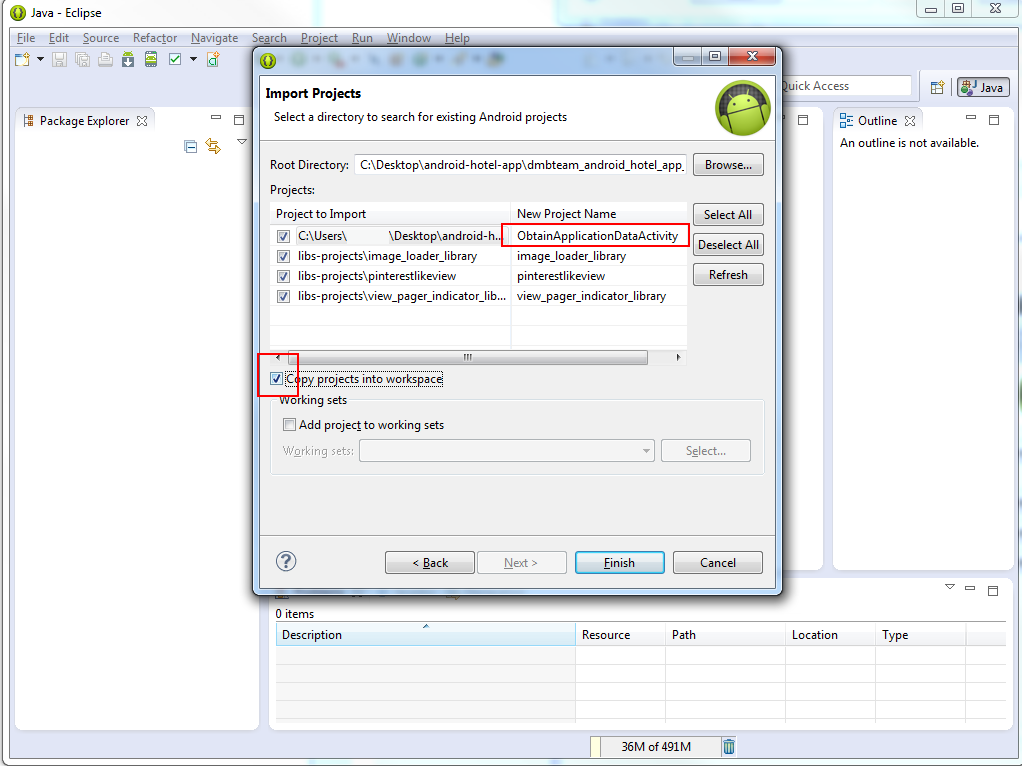 Java - Eclipse
File Edit Source Refactor Navigate Search Project Run Window Help
Quick Access
Java
Package Explorer
Outline
An outline is not available.
Import Projects
Select a directory to search for existing Android projects
Root Directory: C:\Desktop\android-hotel-app\dmbteam_android_hotel_app_ Browse...
Projects:
Project to Import New Project Name Select All
C:\Users\ \Desktop\android-h... ObtainApplicationDataActivity
Deselect All
libs-projects\image_loader_library image_loader_library
libs-projects\pinterestlikeview pinterestlikeview Refresh
libs-projects\view_pager_indicator_lib... view_pager_indicator_library
Copy projects into workspace
Working sets
Add project to working sets
Working sets: Select...
? < Back Next > Finish Cancel
0 items
Description Resource Path Location Type
36M of 491M